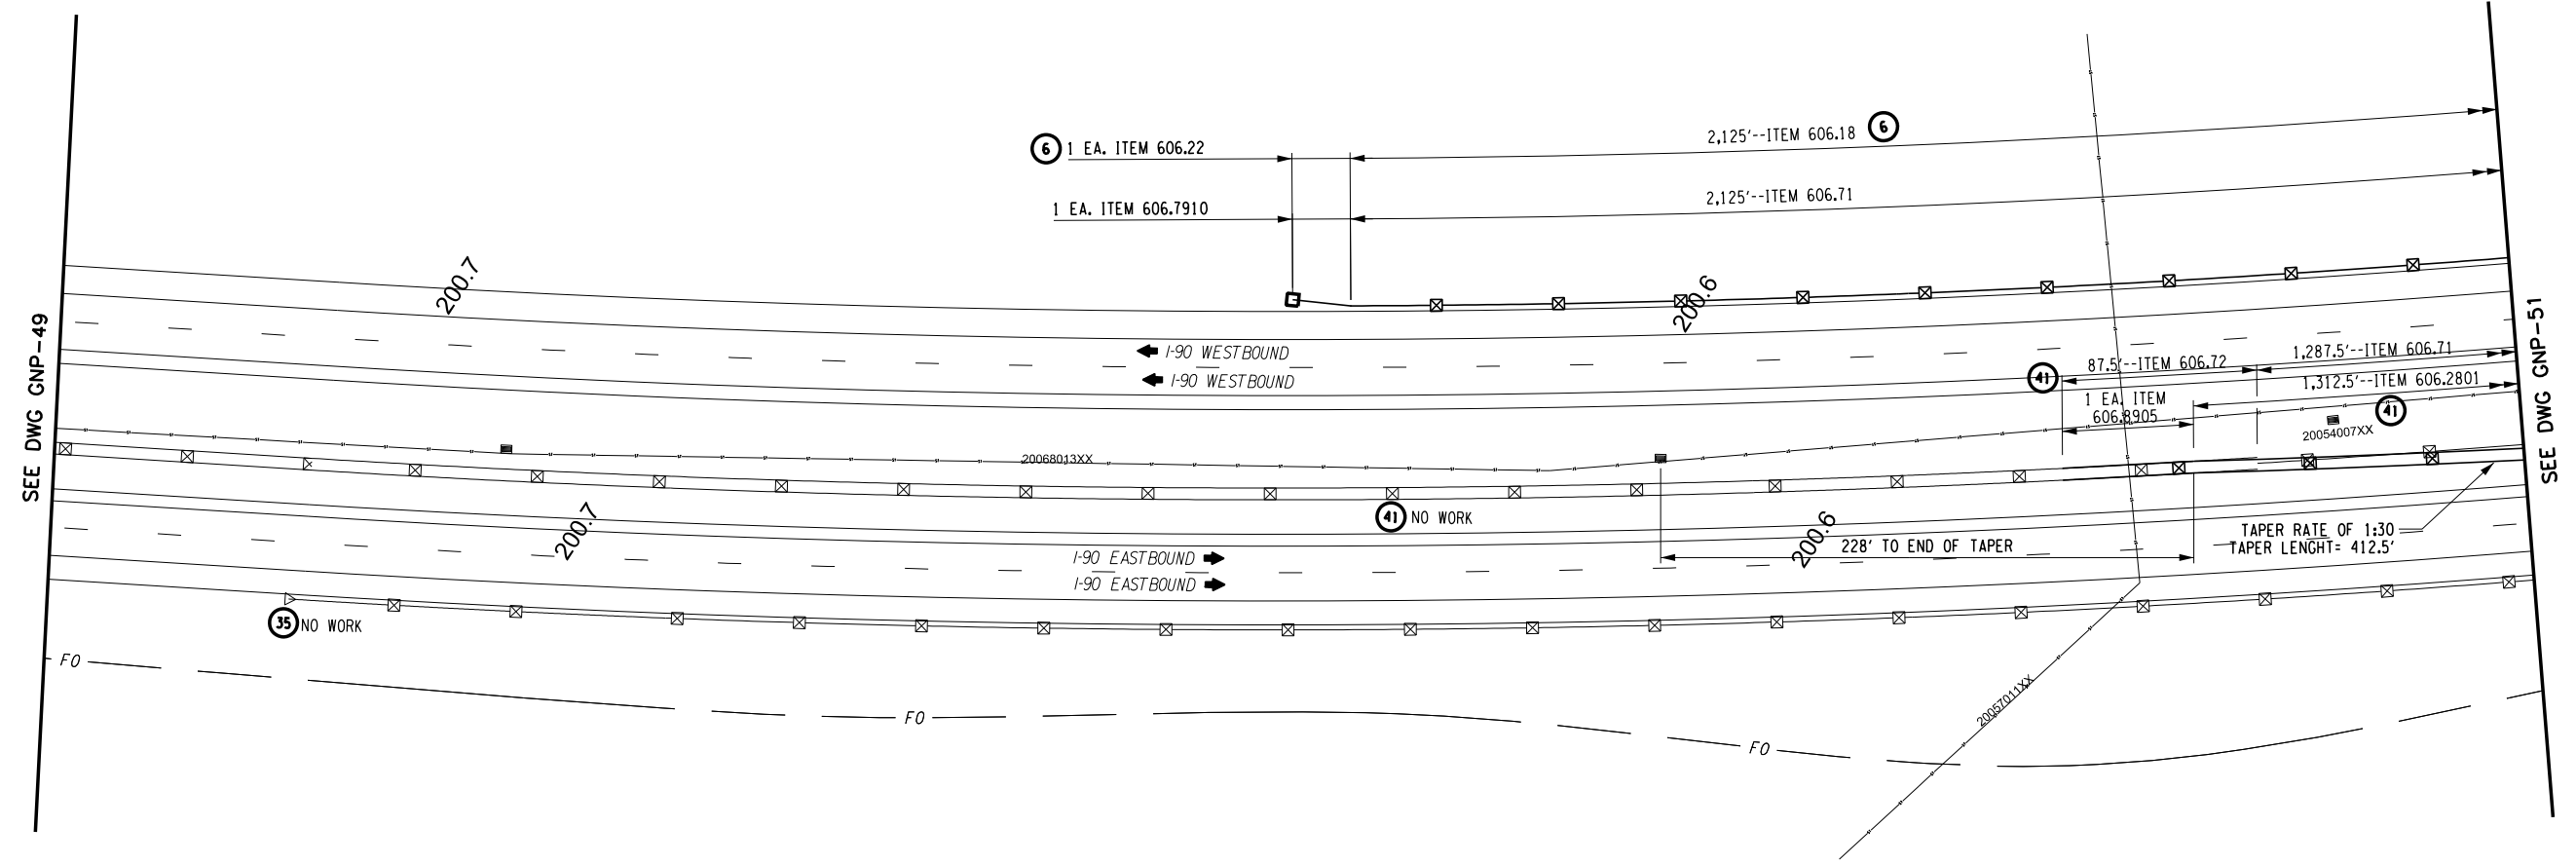 SEE DWG GNP-49
6 1 EA. ITEM 606.22
2,125'--ITEM 606.18 6
1 EA. ITEM 606.7910
2,125'--ITEM 606.71
200.7
200.6
I-90 WESTBOUND
I-90 WESTBOUND
41
87.5'--ITEM 606.72
1,287.5'--ITEM 606.71
1,312.5'--ITEM 606.2801
1 EA. ITEM
606.8905
41
20054007XX
20068013XX
41 NO WORK
200.7
200.6
I-90 EASTBOUND
I-90 EASTBOUND
228' TO END OF TAPER
TAPER RATE OF 1:30
TAPER LENGHT= 412.5'
35 NO WORK
FO
FO
FO
20057011XX
SEE DWG GNP-51